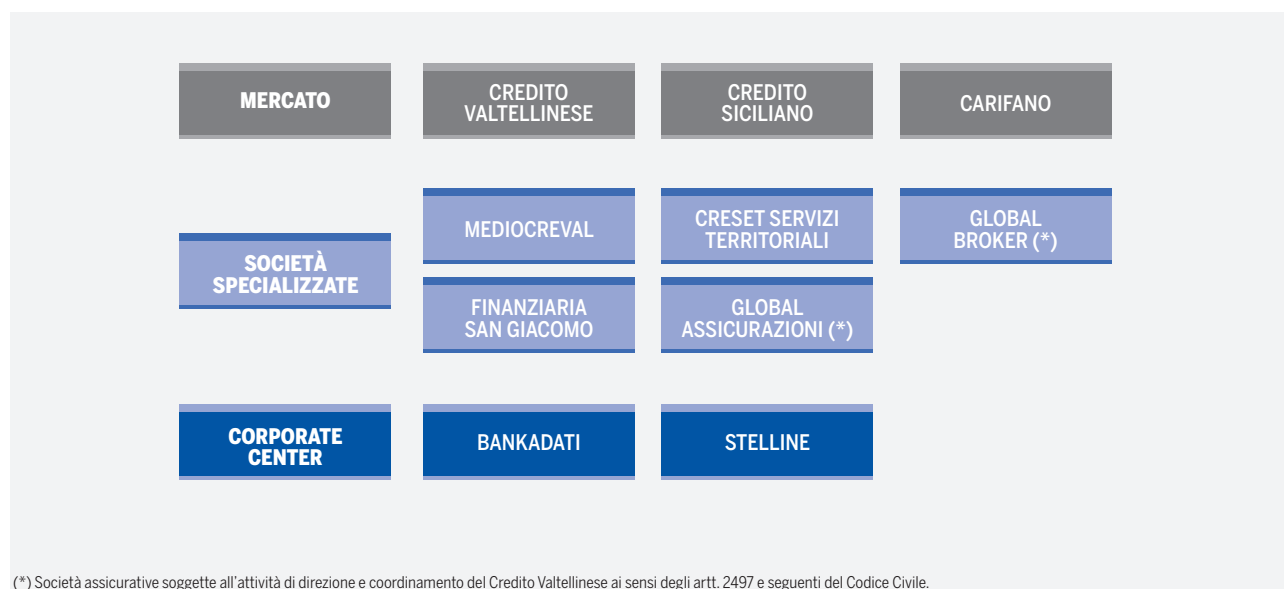 MERCATO
CREDITO
VALTELLINESE
CREDITO
SICILIANO
CARIFANO
SOCIETÀ
SPECIALIZZATE
MEDIOCREVAL
CRESET SERVIZI
TERRITORIALI
GLOBAL
BROKER (*)
FINANZIARIA
SAN GIACOMO
GLOBAL
ASSICURAZIONI (*)
CORPORATE
CENTER
BANKADATI
STELLINE
(*) Società assicurative soggette all'attività di direzione e coordinamento del Credito Valtellinese ai sensi degli artt. 2497 e seguenti del Codice Civile.